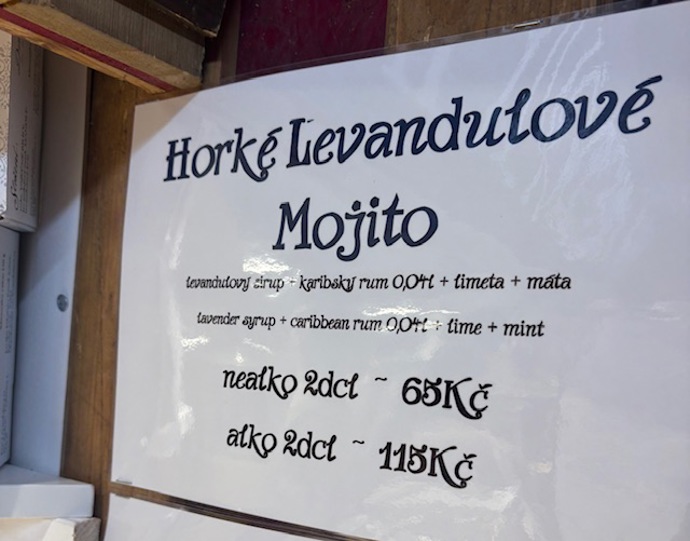 Horké Levandulové
Mojito
levandulový sirup + karibský rum 0,04l + limeta + máta
lavender syrup + caribbean rum 0,04l + lime + mint
nealko 2dcl ~ 65Kč
alko 2dcl ~ 115Kč